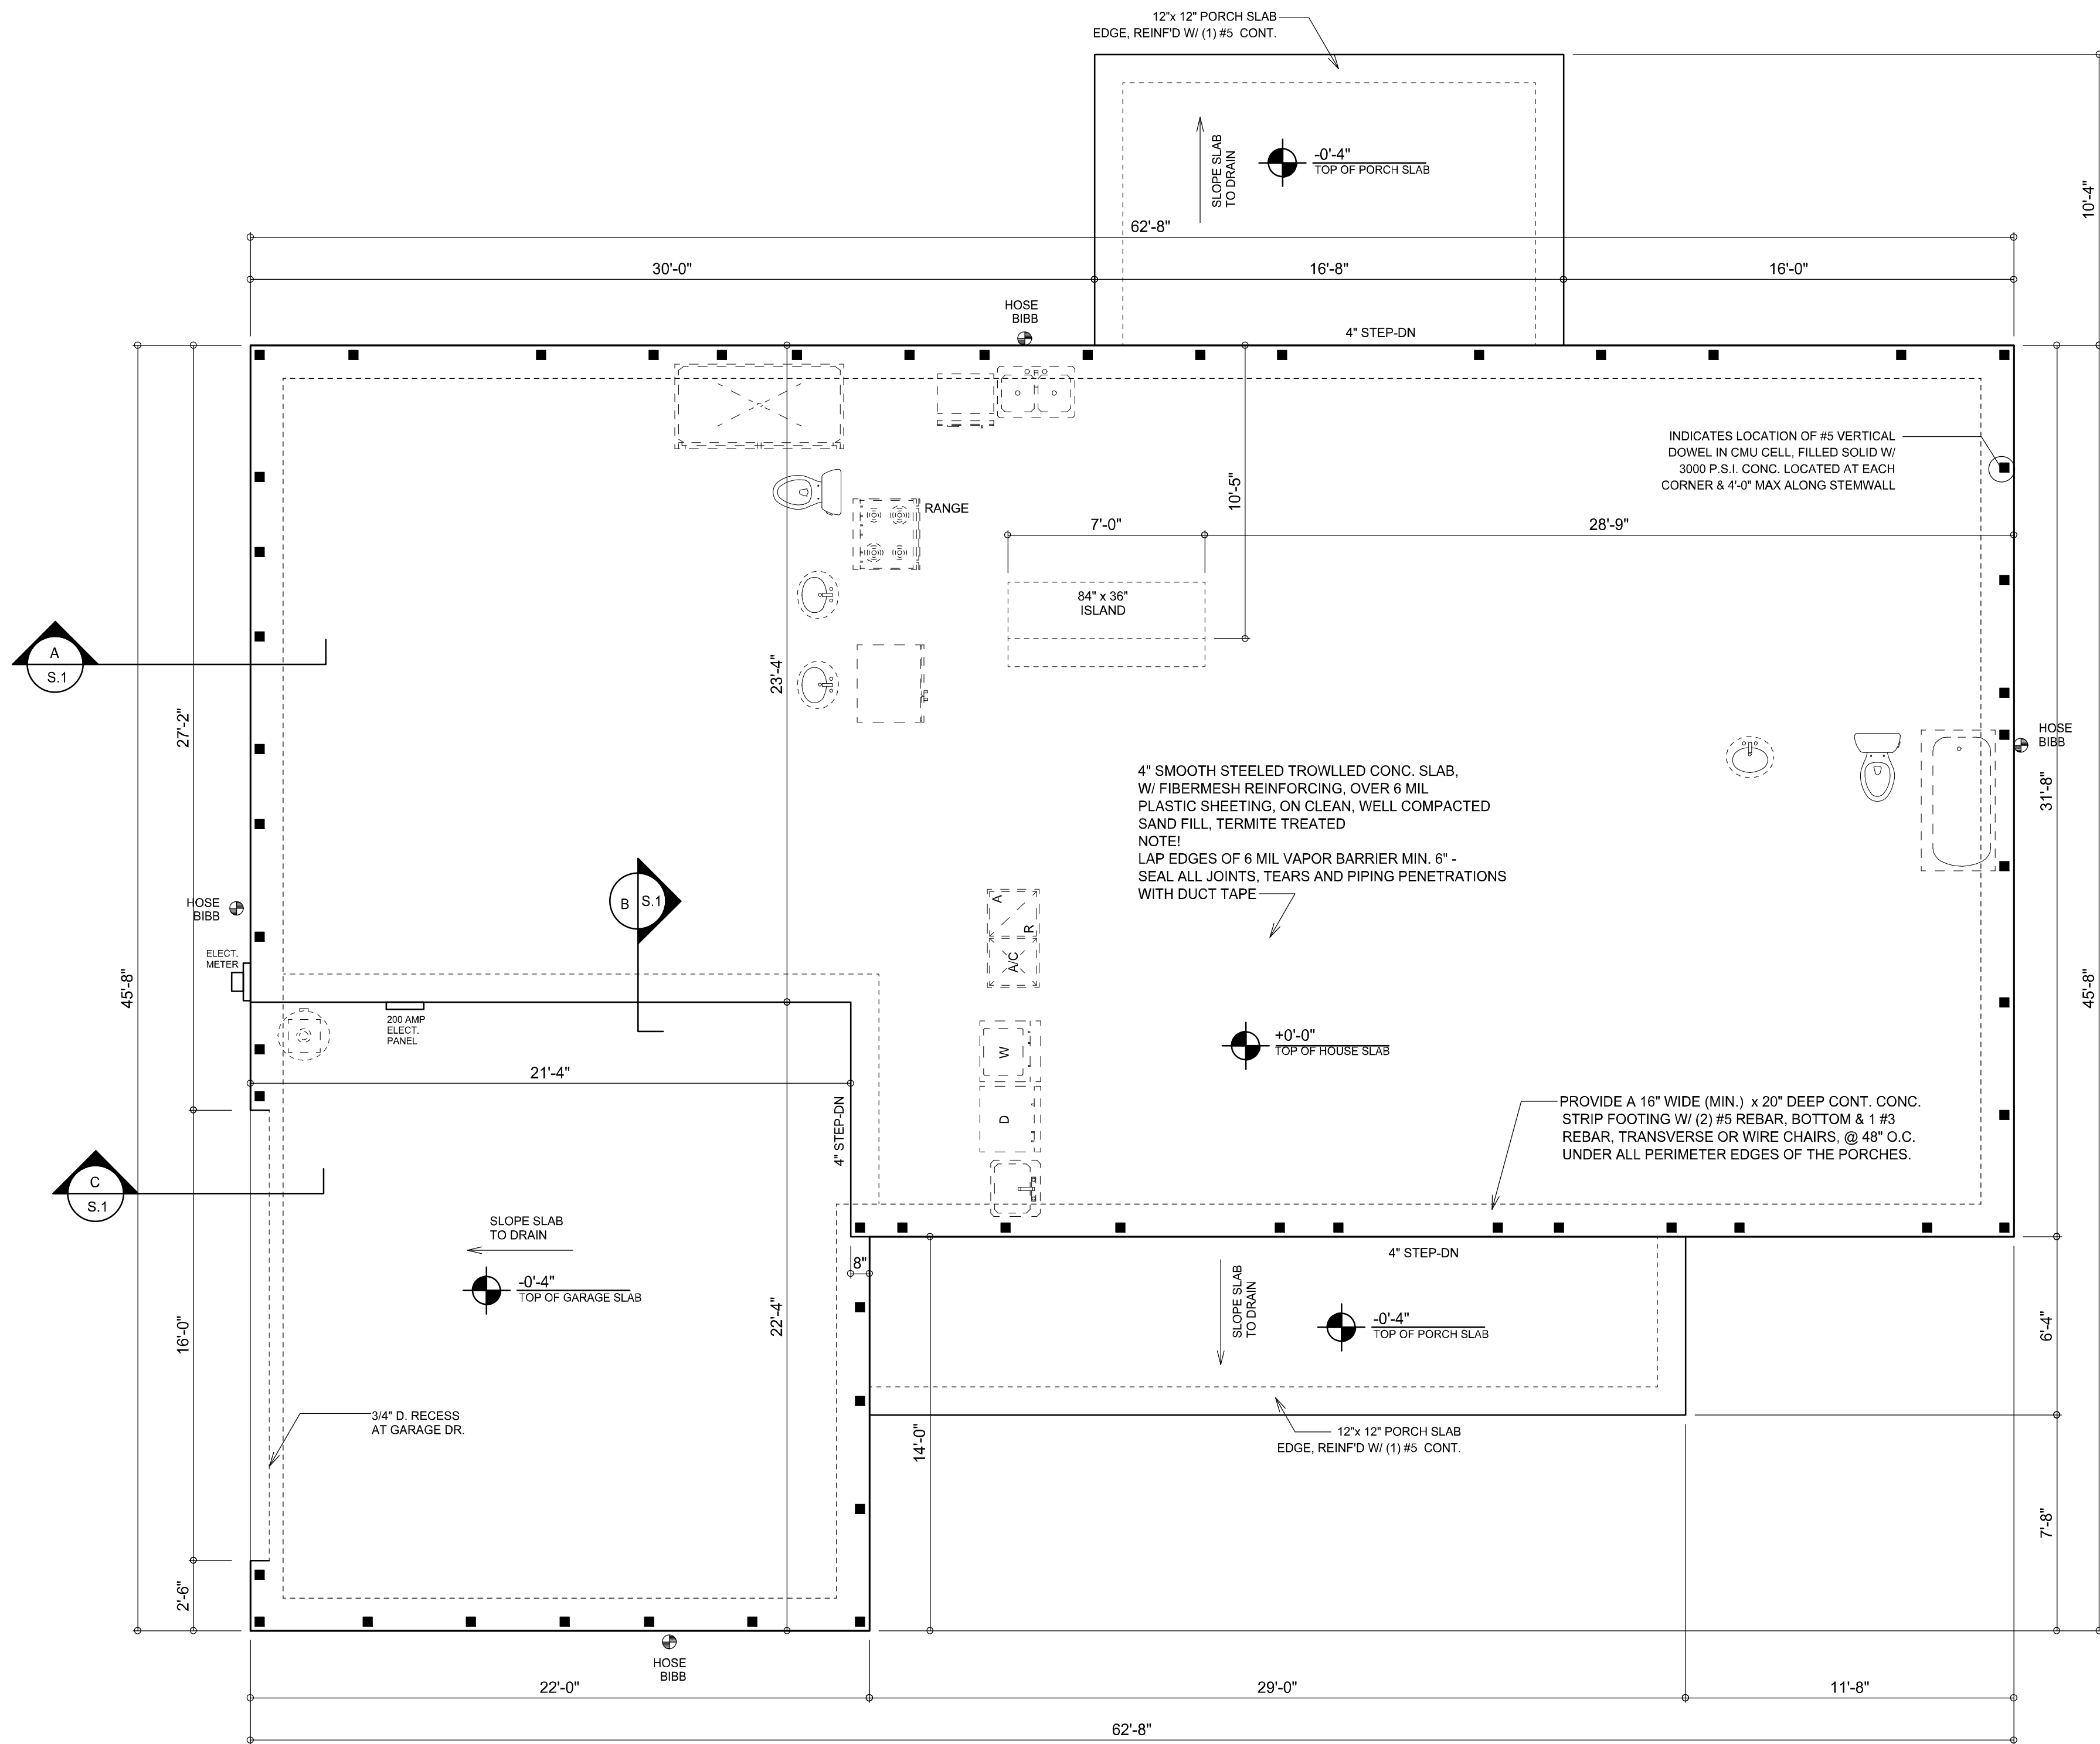 12"x 12" PORCH SLAB
EDGE, REINF'D W/ (1) #5 CONT.
SLOPE SLAB
TO DRAIN
-0'-4"
TOP OF PORCH SLAB
10'-4"
62'-8"
30'-0"
16'-8"
16'-0"
HOSE
BIBB
4" STEP-DN
INDICATES LOCATION OF #5 VERTICAL
DOWEL IN CMU CELL, FILLED SOLID W/
3000 P.S.I. CONC. LOCATED AT EACH
CORNER & 4'-0" MAX ALONG STEMWALL
10'-5"
RANGE
7'-0"
28'-9"
84" x 36"
ISLAND
A
S.1
23'-4"
27'-2"
HOSE
BIBB
31'-8"
4" SMOOTH STEELED TROWLLED CONC. SLAB,
W/ FIBERMESH REINFORCING, OVER 6 MIL
PLASTIC SHEETING, ON CLEAN, WELL COMPACTED
SAND FILL, TERMITE TREATED
NOTE!
LAP EDGES OF 6 MIL VAPOR BARRIER MIN. 6" -
SEAL ALL JOINTS, TEARS AND PIPING PENETRATIONS
WITH DUCT TAPE
B
S.1
A
R
A/C
HOSE
BIBB
ELECT.
METER
45'-8"
45'-8"
200 AMP
ELECT.
PANEL
W
+0'-0"
TOP OF HOUSE SLAB
21'-4"
D
4" STEP-DN
PROVIDE A 16" WIDE (MIN.) x 20" DEEP CONT. CONC.
STRIP FOOTING W/ (2) #5 REBAR, BOTTOM & 1 #3
REBAR, TRANSVERSE OR WIRE CHAIRS, @ 48" O.C.
UNDER ALL PERIMETER EDGES OF THE PORCHES.
C
S.1
SLOPE SLAB
TO DRAIN
-0'-4"
TOP OF GARAGE SLAB
8"
4" STEP-DN
SLOPE SLAB
TO DRAIN
-0'-4"
TOP OF PORCH SLAB
16'-0"
22'-4"
6'-4"
3/4" D. RECESS
AT GARAGE DR.
14'-0"
12"x 12" PORCH SLAB
EDGE, REINF'D W/ (1) #5 CONT.
7'-8"
2'-6"
HOSE
BIBB
22'-0"
29'-0"
11'-8"
62'-8"